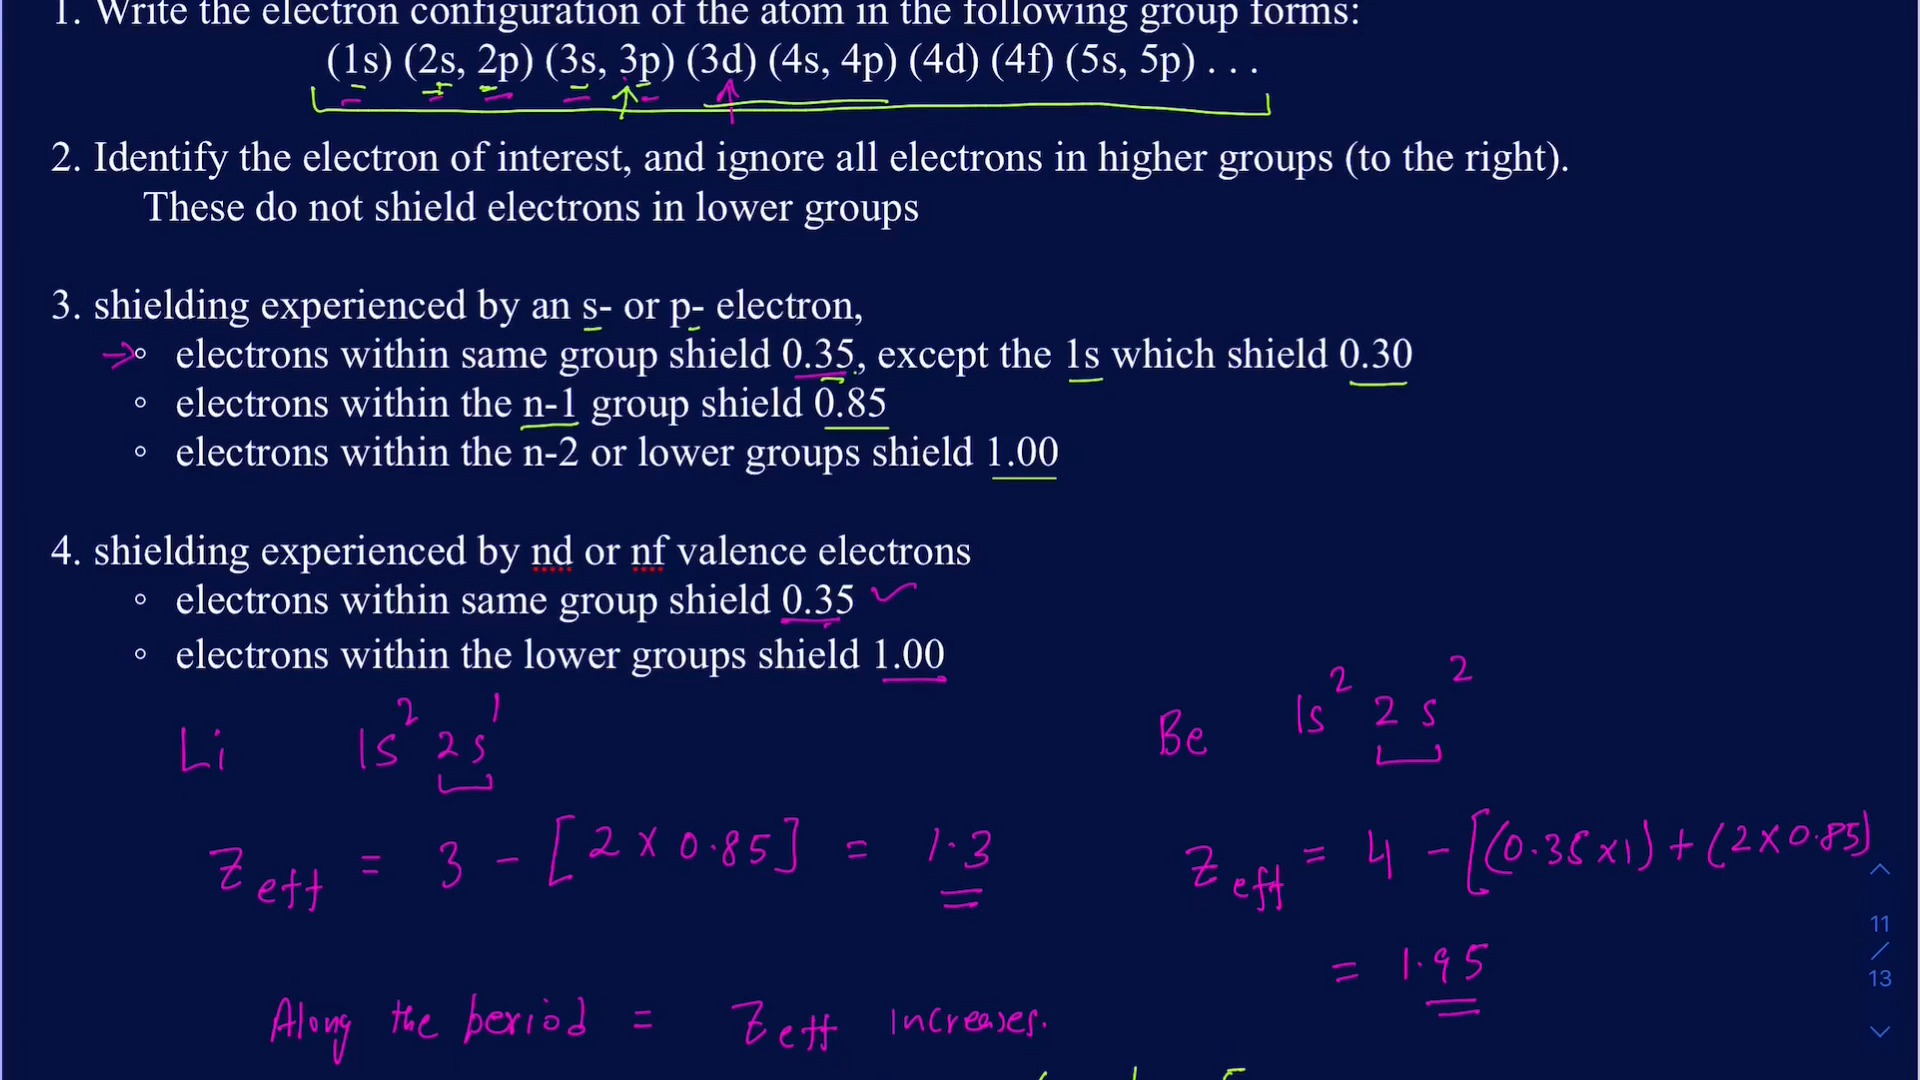 1. Write the electron configuration of the atom in the following group forms:
(1s) (2s, 2p) (3s, 3p) (3d) (4s, 4p) (4d) (4f) (5s, 5p) . . .
2. Identify the electron of interest, and ignore all electrons in higher groups (to the right).
These do not shield electrons in lower groups
3. shielding experienced by an s- or p- electron,
→◦ electrons within same group shield 0.35, except the 1s which shield 0.30
◦ electrons within the n-1 group shield 0.85
◦ electrons within the n-2 or lower groups shield 1.00
4. shielding experienced by nd or nf valence electrons
◦ electrons within same group shield 0.35 ✓
◦ electrons within the lower groups shield 1.00
Li 1s² 2s¹
Be 1s² 2s²
Zeff = 3 - [2 × 0.85] = 1.3
Zeff = 4 - [(0.35×1) + (2×0.85)
= 1.95
Along the period = Zeff increases.
11
/
13